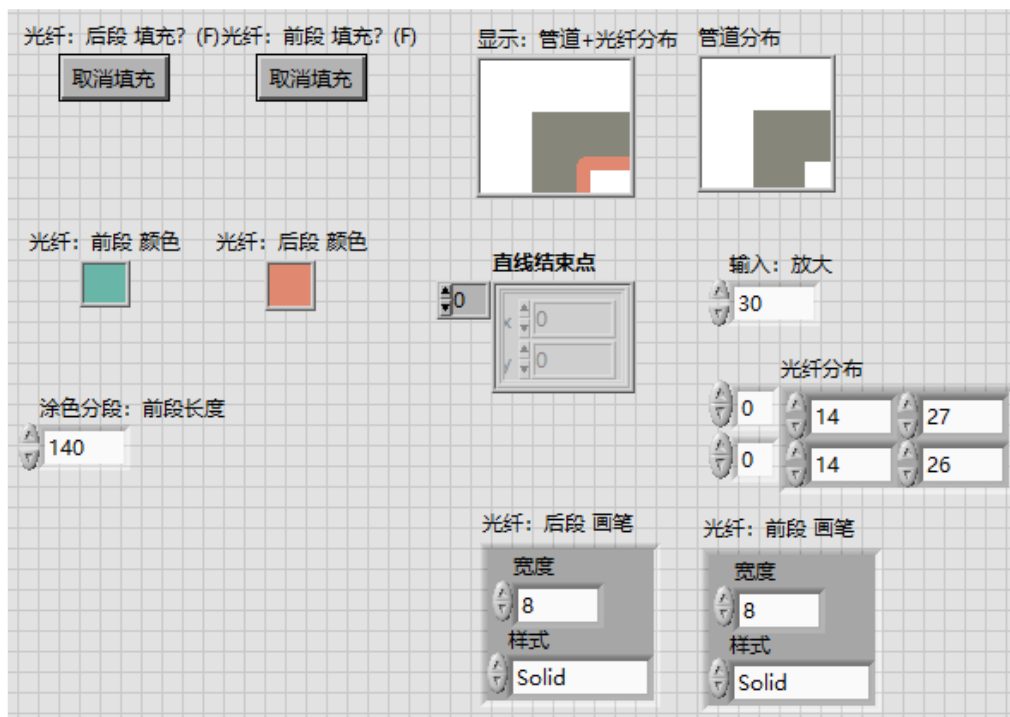 光纤：后段 填充？ (F)光纤：前段 填充？ (F)
取消填充 取消填充
显示：管道+光纤分布 管道分布
光纤：前段 颜色 光纤：后段 颜色
直线结束点
0
x 0
y 0
输入：放大
30
光纤分布
0 14 27
0 14 26
涂色分段：前段长度
140
光纤：后段 画笔
宽度
8
样式
Solid
光纤：前段 画笔
宽度
8
样式
Solid